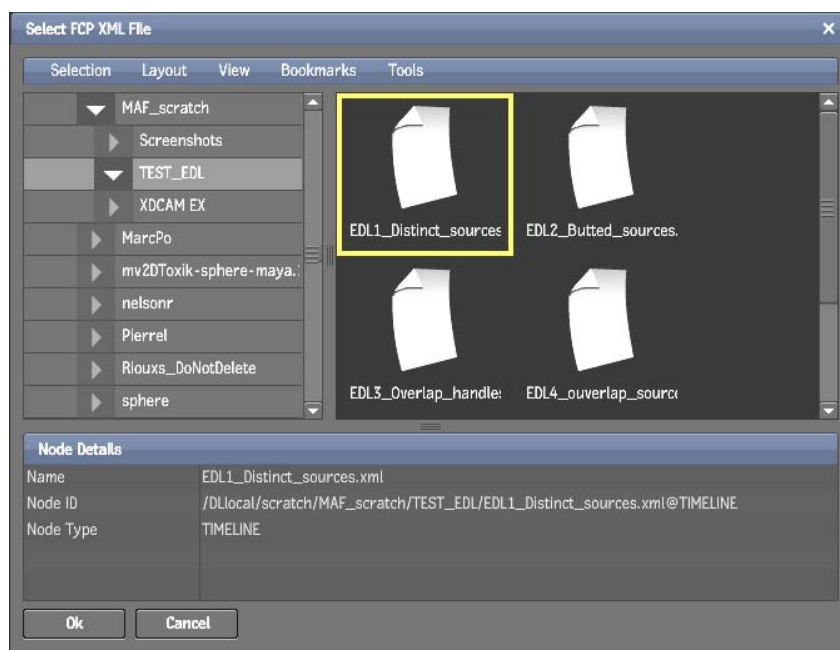 Select FCP XML File
Selection Layout View Bookmarks Tools
MAF_scratch
Screenshots
TEST_EDL
XDCAM EX
MarcPo
mv2DToxik-sphere-maya.
nelsonr
Pierrel
Riouxs_DoNotDelete
sphere
EDL1_Distinct_sources
EDL2_Butted_sources.
EDL3_Overlap_handle
EDL4_ouverlap_sourc
Node Details
Name EDL1_Distinct_sources.xml
Node ID /DLlocal/scratch/MAF_scratch/TEST_EDL/EDL1_Distinct_sources.xml@TIMELINE
Node Type TIMELINE
Ok Cancel